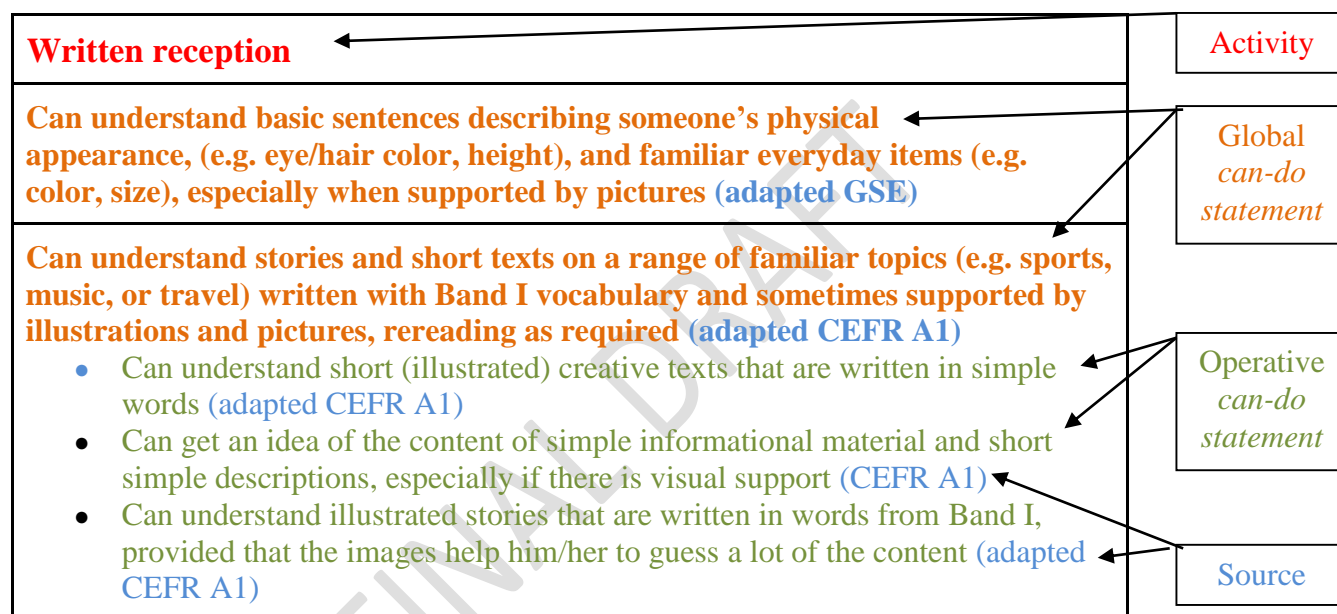 Written reception
Activity
Can understand basic sentences describing someone’s physical
appearance, (e.g. eye/hair color, height), and familiar everyday items (e.g.
color, size), especially when supported by pictures (adapted GSE)
Global
can-do
statement
Can understand stories and short texts on a range of familiar topics (e.g. sports,
music, or travel) written with Band I vocabulary and sometimes supported by
illustrations and pictures, rereading as required (adapted CEFR A1)
● Can understand short (illustrated) creative texts that are written in simple
words (adapted CEFR A1)
● Can get an idea of the content of simple informational material and short
simple descriptions, especially if there is visual support (CEFR A1)
● Can understand illustrated stories that are written in words from Band I,
provided that the images help him/her to guess a lot of the content (adapted
CEFR A1)
Operative
can-do
statement
Source
FINAL DRAFT